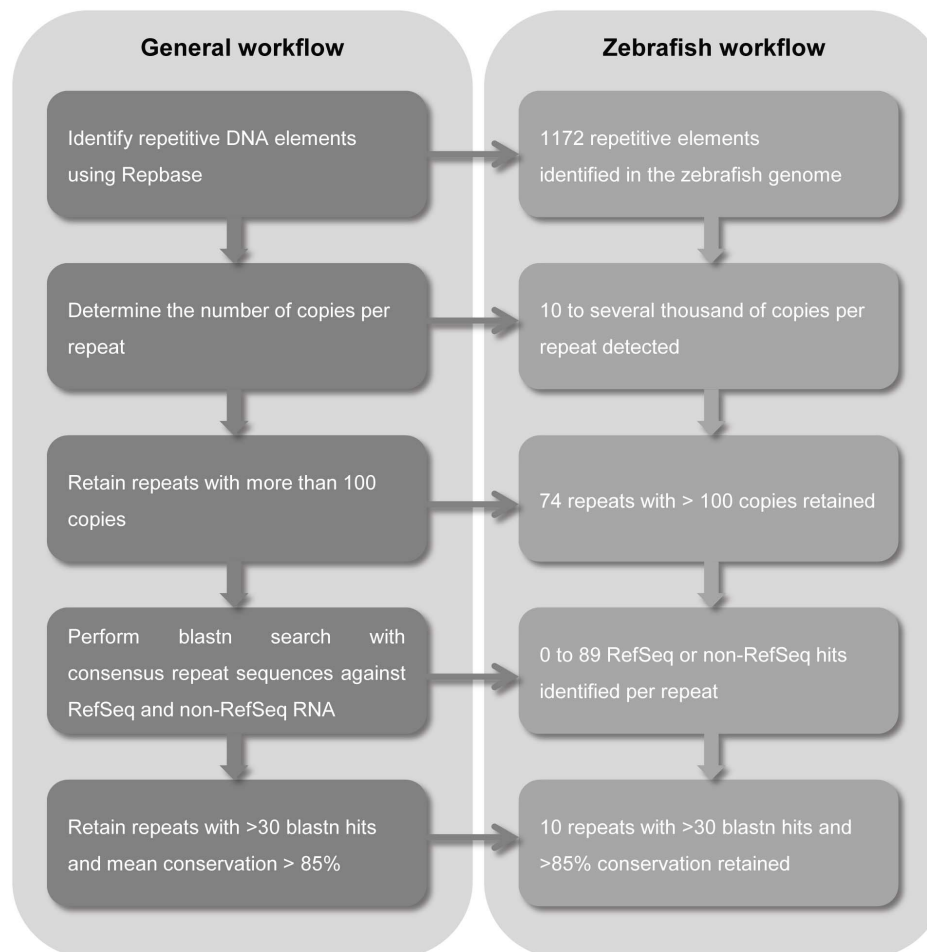 General workflow
Identify repetitive DNA elements
using Repbase
Determine the number of copies per
repeat
Retain repeats with more than 100
copies
Perform blastn search with
consensus repeat sequences against
RefSeq and non-RefSeq RNA
Retain repeats with >30 blastn hits
and mean conservation > 85%
Zebrafish workflow
1172 repetitive elements
identified in the zebrafish genome
10 to several thousand of copies per
repeat detected
74 repeats with > 100 copies retained
0 to 89 RefSeq or non-RefSeq hits
identified per repeat
10 repeats with >30 blastn hits and
>85% conservation retained